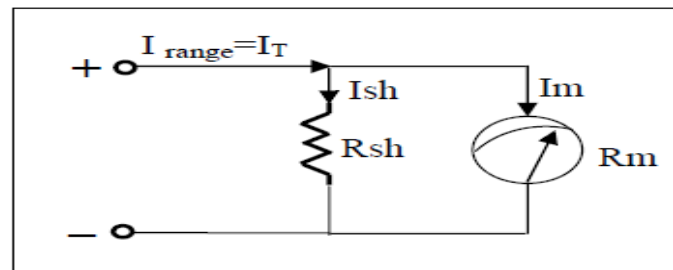 + I range=IT
Ish Im
Rsh Rm
−